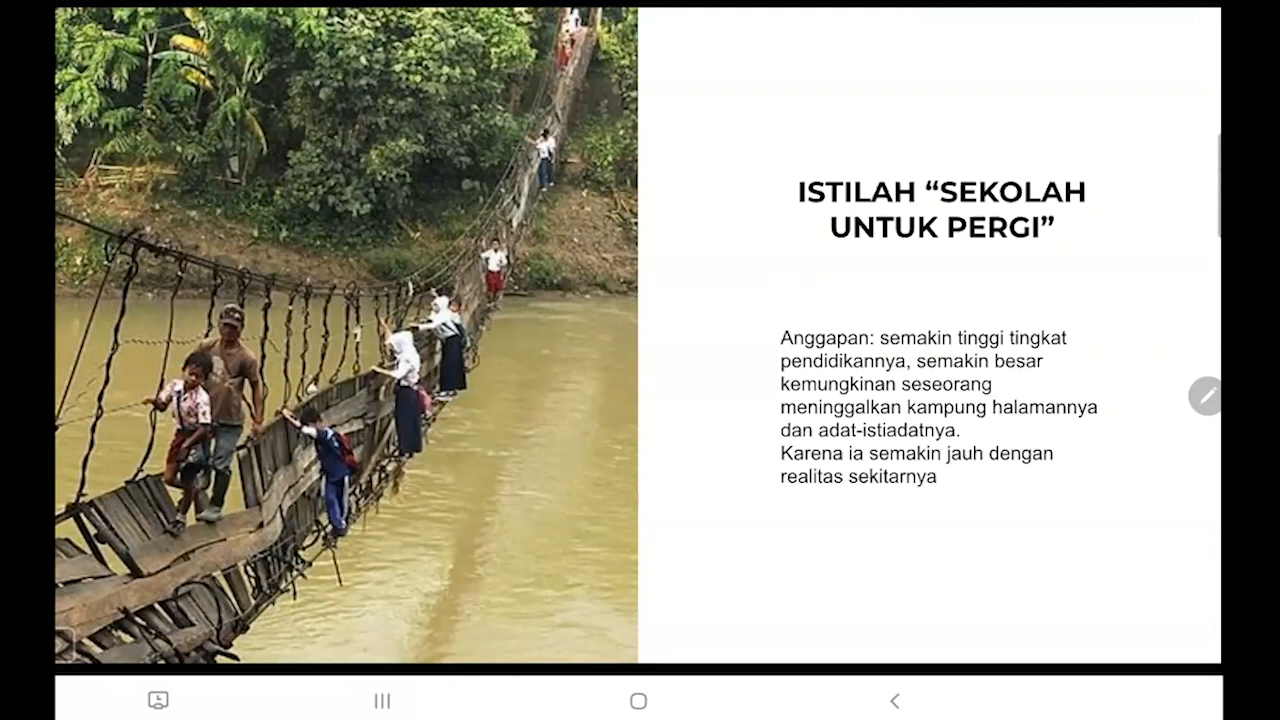 ISTILAH “SEKOLAH
UNTUK PERGI”
Anggapan: semakin tinggi tingkat
pendidikannya, semakin besar
kemungkinan seseorang
meninggalkan kampung halamannya
dan adat-istiadatnya.
Karena ia semakin jauh dengan
realitas sekitarnya